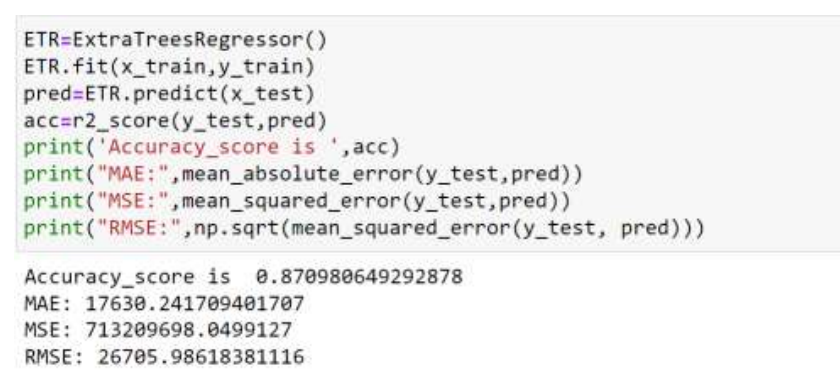 ETR=ExtraTreesRegressor()
ETR.fit(x_train,y_train)
pred=ETR.predict(x_test)
acc=r2_score(y_test,pred)
print('Accuracy_score is ',acc)
print("MAE:",mean_absolute_error(y_test,pred))
print("MSE:",mean_squared_error(y_test,pred))
print("RMSE:",np.sqrt(mean_squared_error(y_test, pred)))
Accuracy_score is  0.870980649292878
MAE: 17630.241709401707
MSE: 713209698.0499127
RMSE: 26705.98618381116